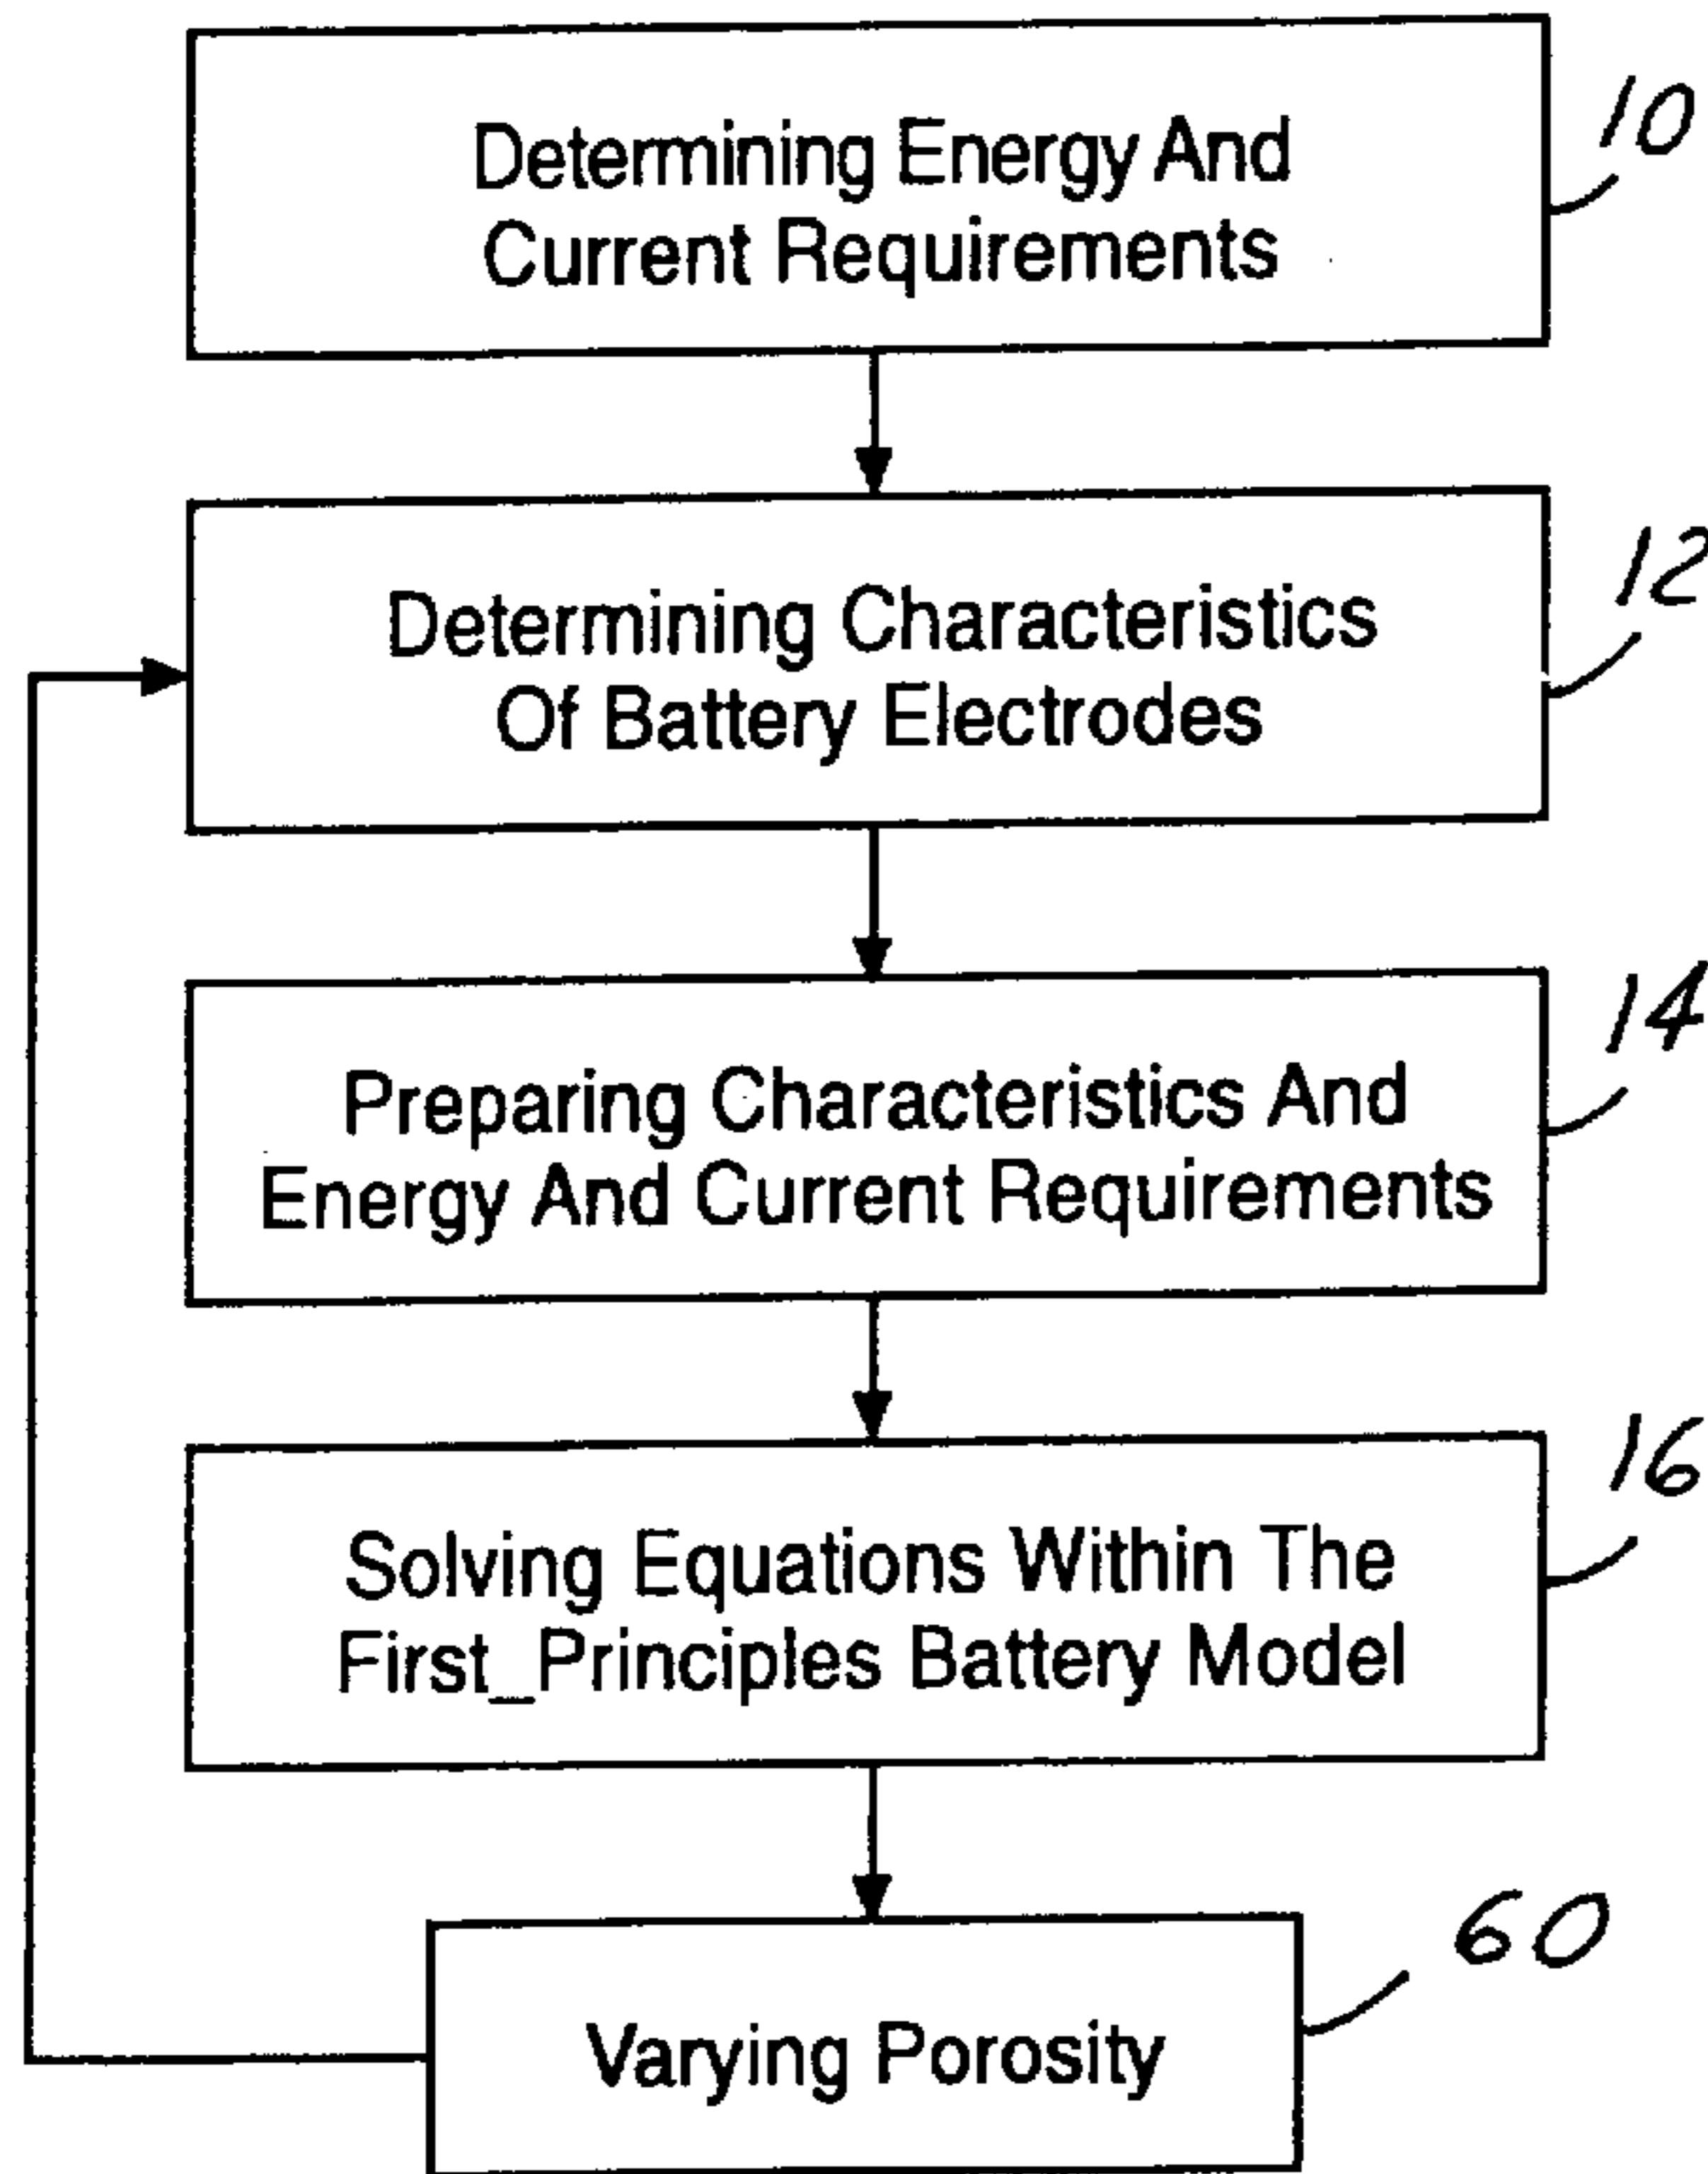 Determining Energy And
Current Requirements
10
Determining Characteristics
Of Battery Electrodes
12
Preparing Characteristics And
Energy And Current Requirements
14
Solving Equations Within The
First_Principles Battery Model
16
Varying Porosity
60